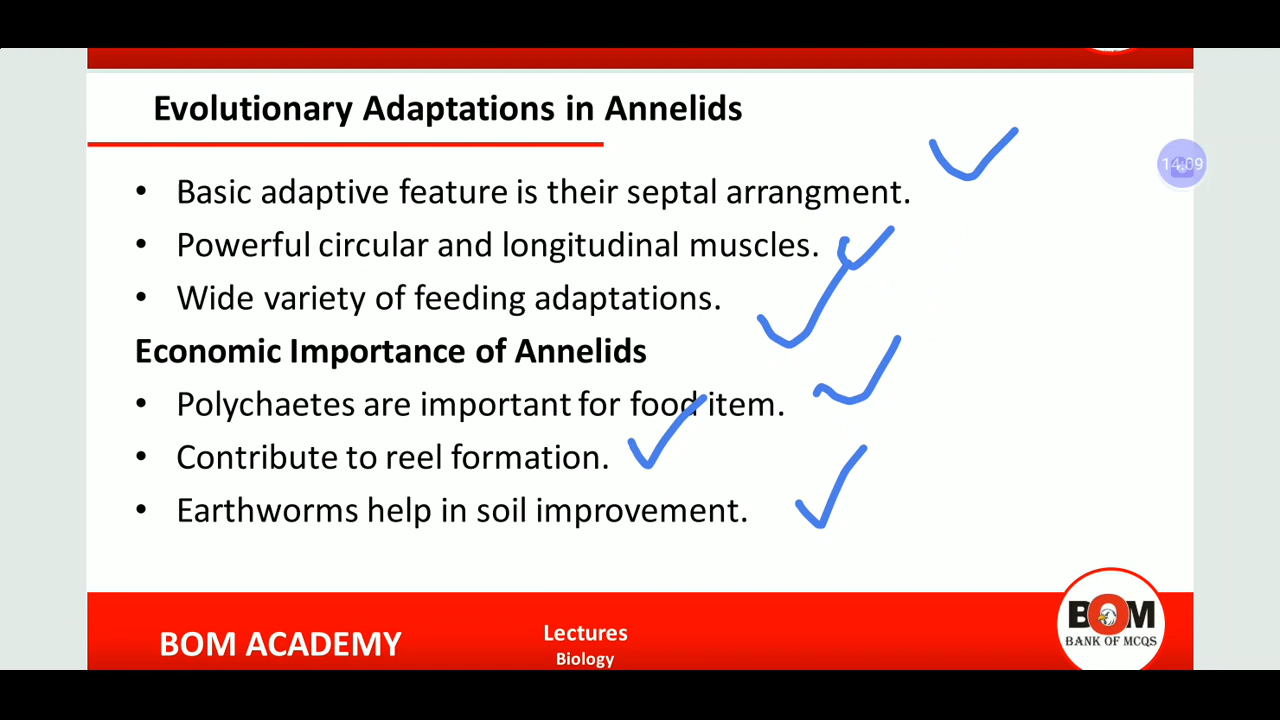 Evolutionary Adaptations in Annelids
• Basic adaptive feature is their septal arrangment.
• Powerful circular and longitudinal muscles.
• Wide variety of feeding adaptations.
Economic Importance of Annelids
• Polychaetes are important for food item.
• Contribute to reel formation.
• Earthworms help in soil improvement.
14:09
BOM ACADEMY
Lectures
Biology
BOM
BANK OF MCQS